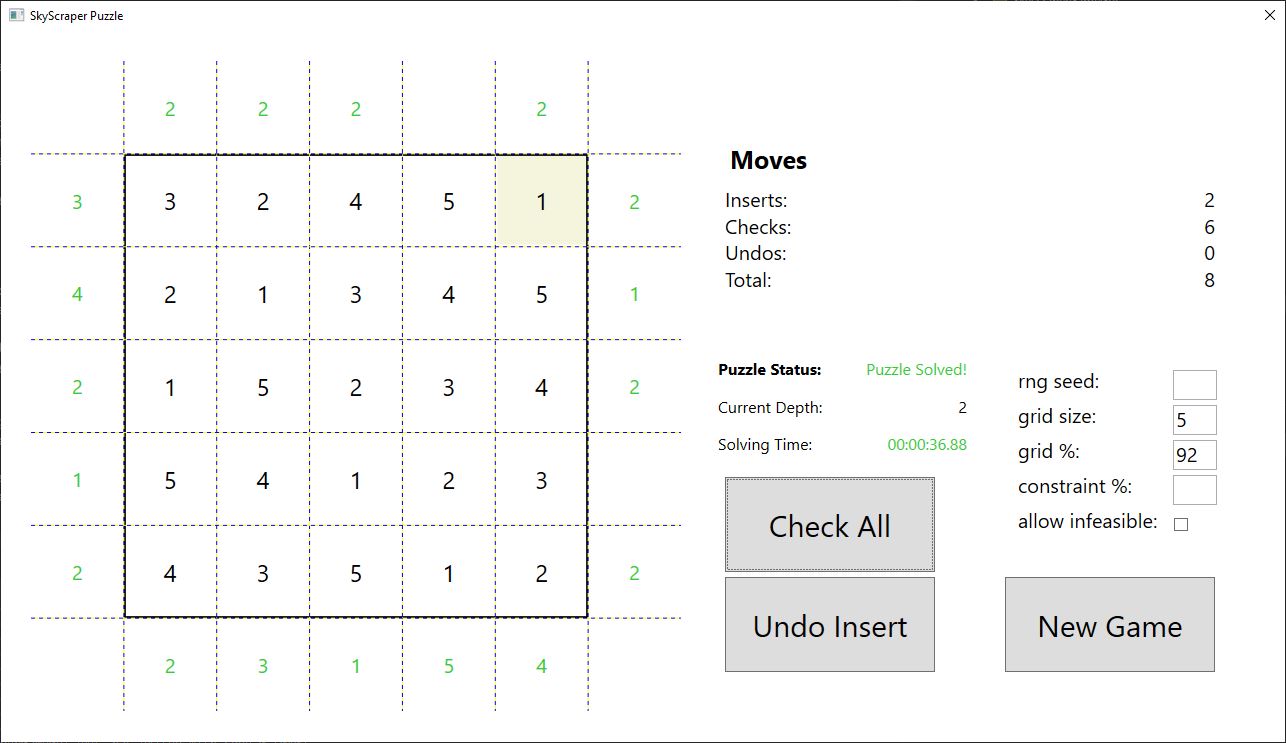 SkyScraper Puzzle
2 2 2 2
3 3 2 4 5 1 2
4 2 1 3 4 5 1
2 1 5 2 3 4 2
1 5 4 1 2 3
2 4 3 5 1 2 2
2 3 1 5 4
Moves
Inserts: 2
Checks: 6
Undos: 0
Total: 8
Puzzle Status: Puzzle Solved!
Current Depth: 2
Solving Time: 00:00:36.88
rng seed:
grid size: 5
grid %: 92
constraint %:
allow infeasible:
Check All
Undo Insert
New Game